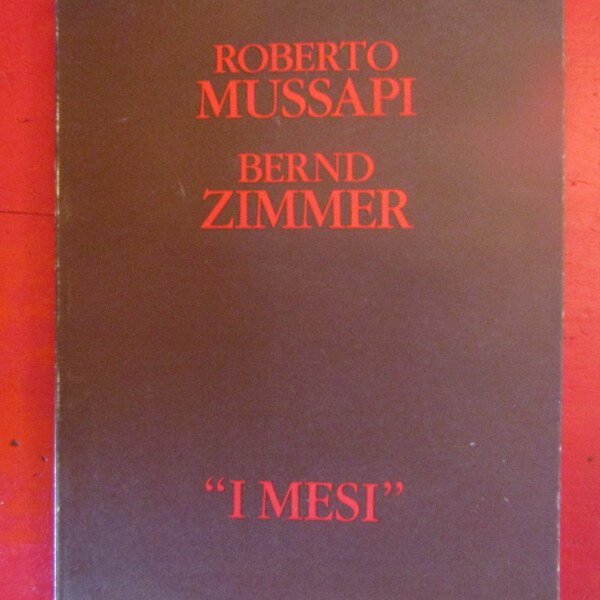 ROBERTO
MUSSAPI
BERND
ZIMMER
“I MESI”